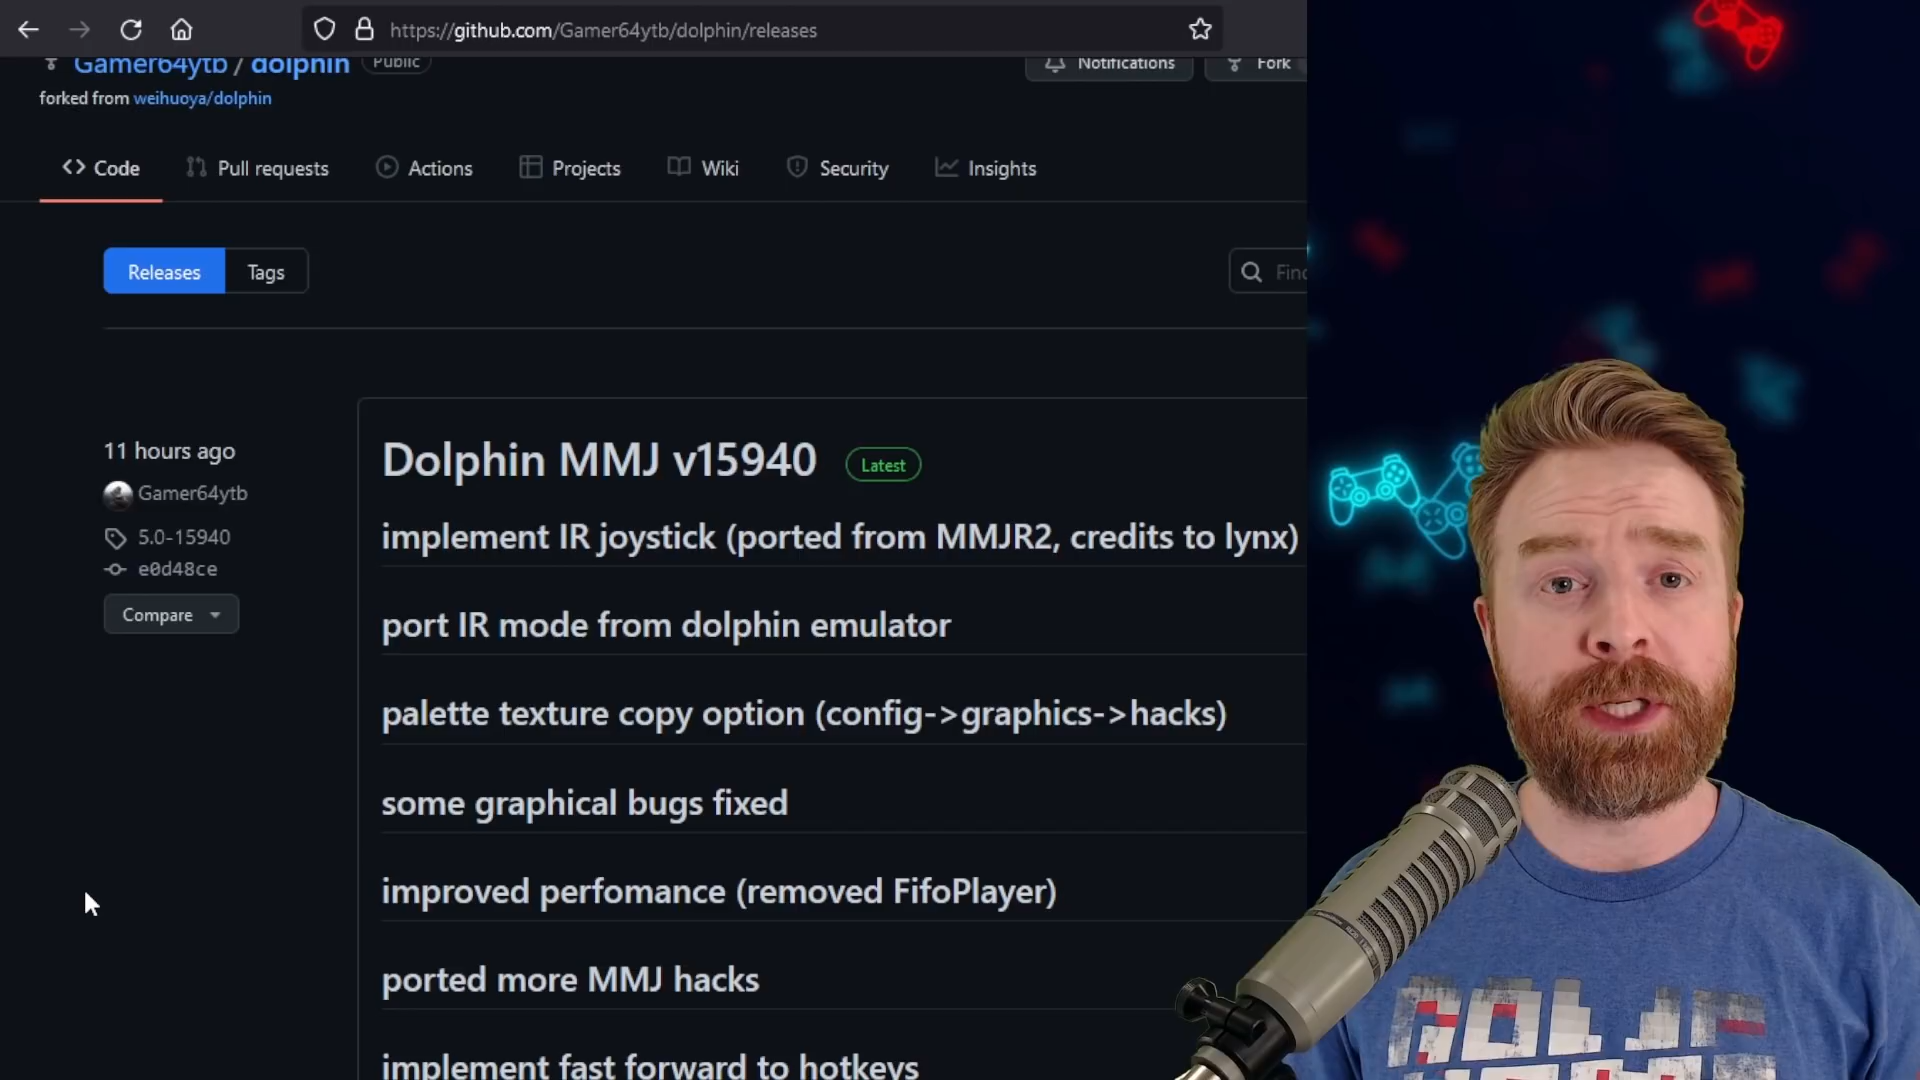 https://github.com/Gamer64ytb/dolphin/releases
Gamer64ytb / dolphin Public
Notifications
Fork
forked from weihuoya/dolphin
Code
Pull requests
Actions
Projects
Wiki
Security
Insights
Releases
Tags
Find
11 hours ago
Gamer64ytb
5.0-15940
e0d48ce
Compare
Dolphin MMJ v15940 Latest
implement IR joystick (ported from MMJR2, credits to lynx)
port IR mode from dolphin emulator
palette texture copy option (config->graphics->hacks)
some graphical bugs fixed
improved perfomance (removed FifoPlayer)
ported more MMJ hacks
implement fast forward to hotkeys